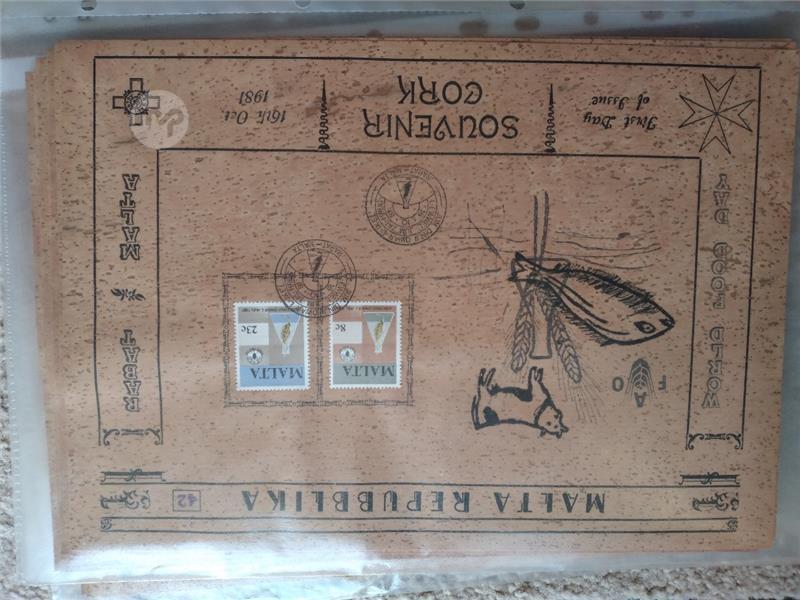 MALTA REPUBBLIKA
42
WORLD FOOD DAY
F
A O
MALTA
8c
MALTA
23c
RABAT
MALTA
First Day
of Issue
SOUVENIR
CORK
16th Oct
1981